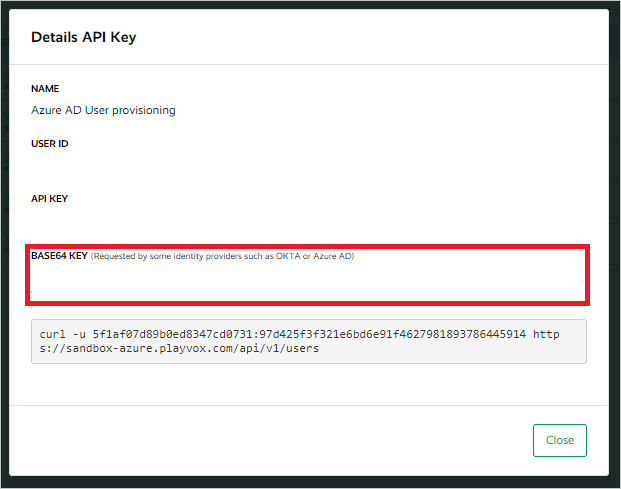 Details API Key
NAME
Azure AD User provisioning
USER ID
API KEY
BASE64 KEY (Requested by some identity providers such as OKTA or Azure AD)
curl -u 5f1af07d89b0ed8347cd0731:97d425f3f321e6bd6e91f4627981893786445914 http
s://sandbox-azure.playvox.com/api/v1/users
Close